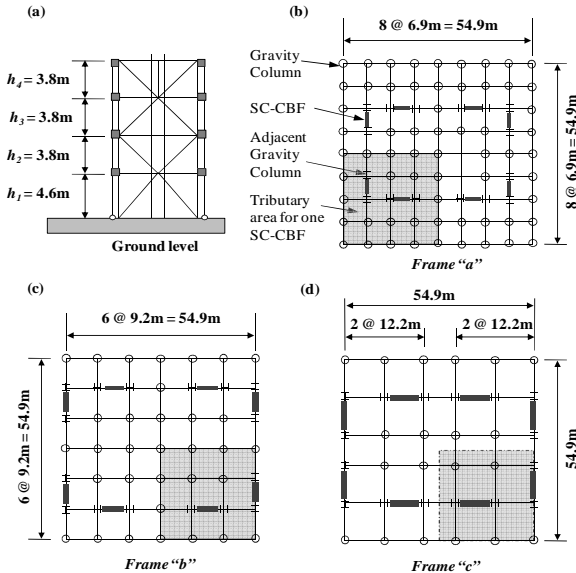 (a)
h4 = 3.8m
h3 = 3.8m
h2 = 3.8m
h1 = 4.6m
Ground level
(b)
8 @ 6.9m = 54.9m
Gravity
Column
SC-CBF
Adjacent
Gravity
Column
Tributary
area for one
SC-CBF
8 @ 6.9m = 54.9m
Frame "a"
(c)
6 @ 9.2m = 54.9m
6 @ 9.2m = 54.9m
Frame "b"
(d)
54.9m
2 @ 12.2m
2 @ 12.2m
54.9m
Frame "c"